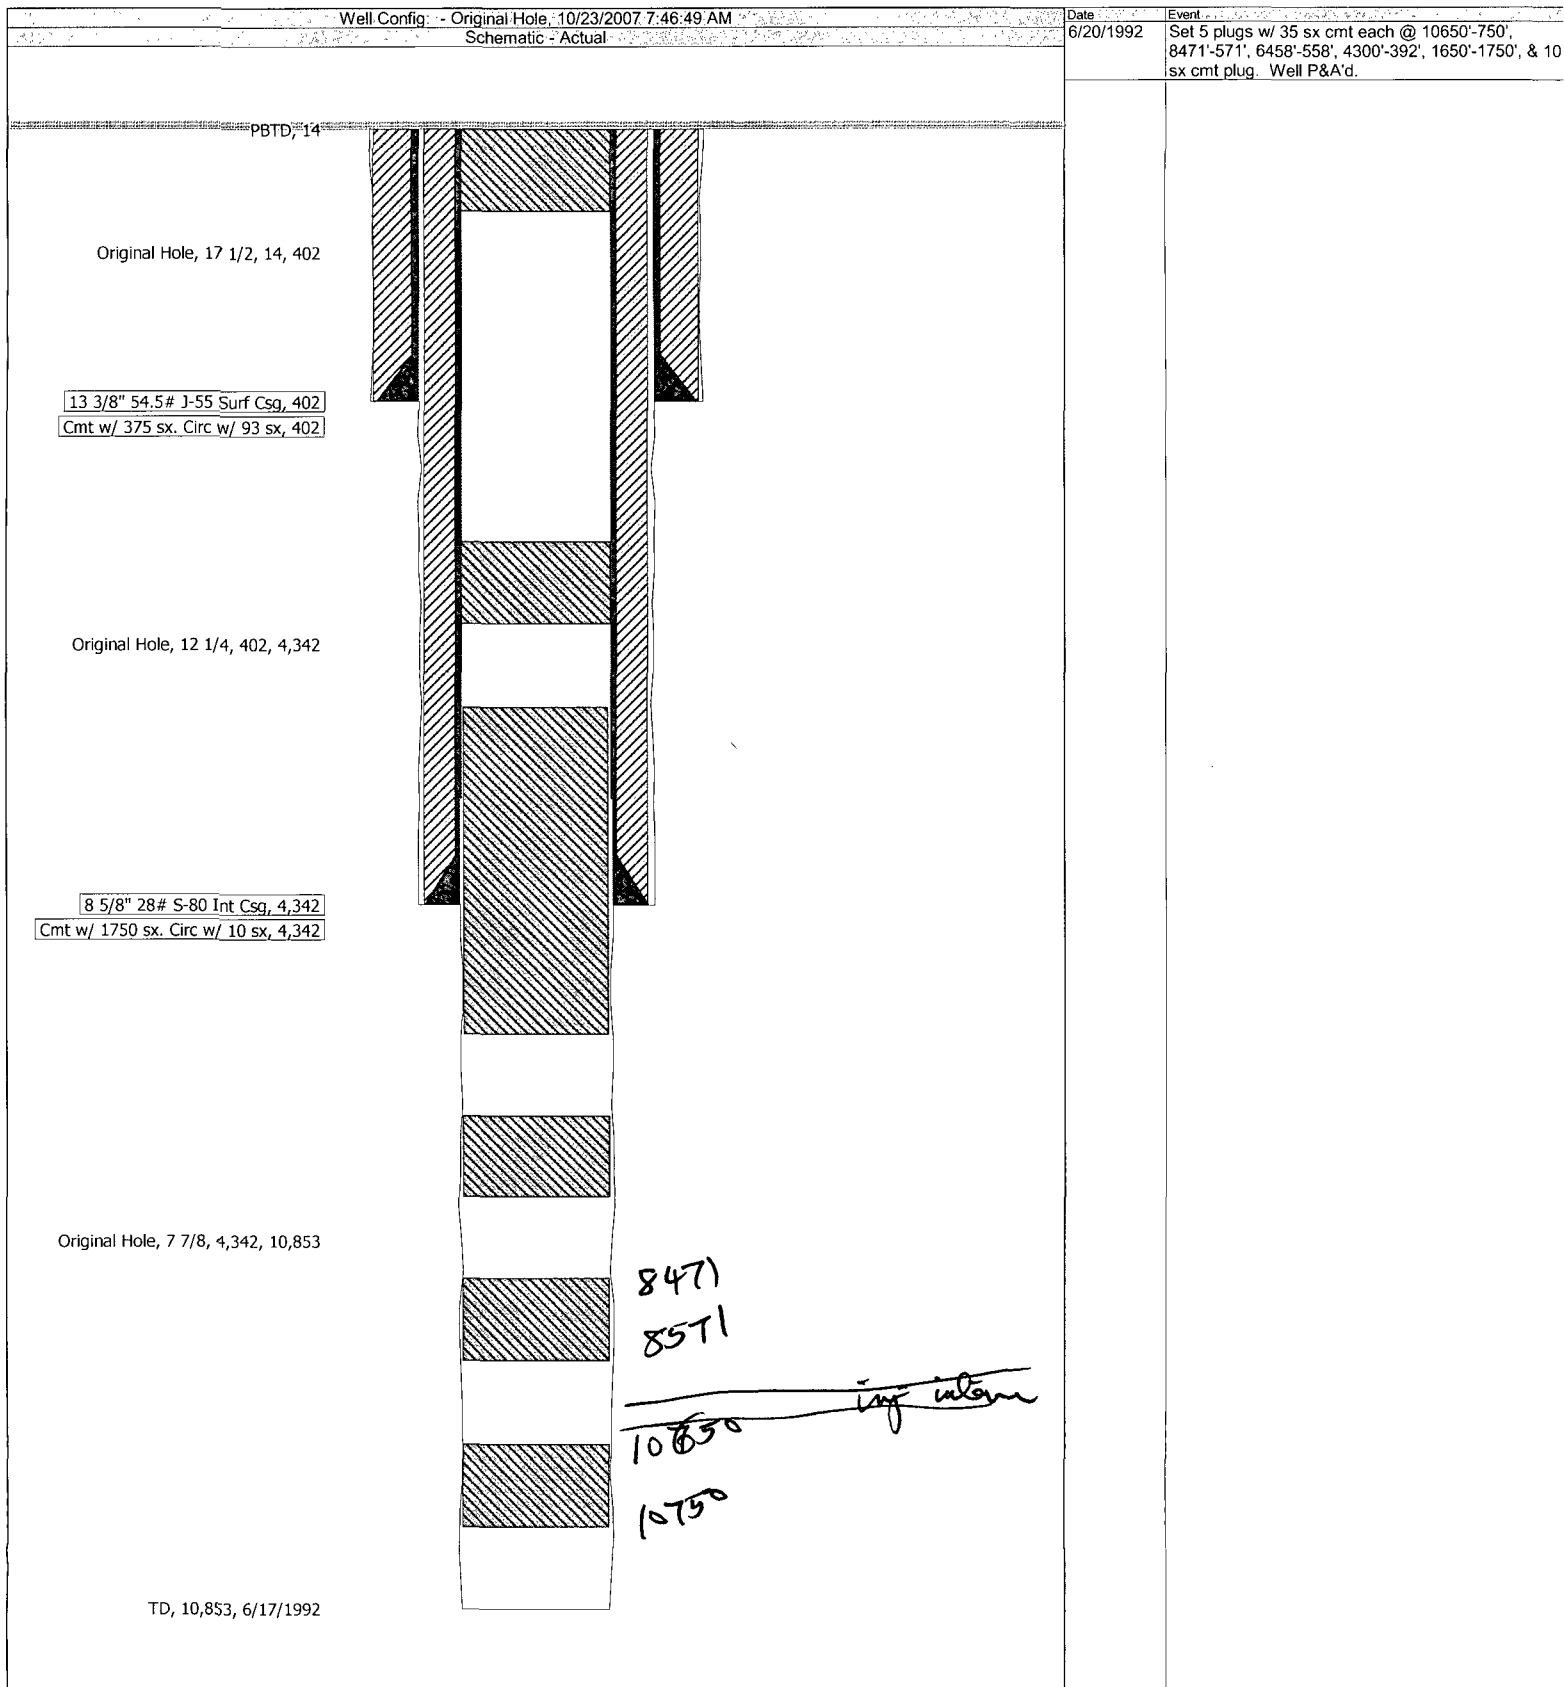 Well Config: - Original Hole, 10/23/2007 7:46:49 AM
Schematic - Actual
Date
Event
6/20/1992
Set 5 plugs w/ 35 sx cmt each @ 10650'-750',
8471'-571', 6458'-558', 4300'-392', 1650'-1750', & 10
sx cmt plug. Well P&A'd.
PBTD, 14
Original Hole, 17 1/2, 14, 402
13 3/8" 54.5# J-55 Surf Csg, 402
Cmt w/ 375 sx. Circ w/ 93 sx, 402
Original Hole, 12 1/4, 402, 4,342
8 5/8" 28# S-80 Int Csg, 4,342
Cmt w/ 1750 sx. Circ w/ 10 sx, 4,342
Original Hole, 7 7/8, 4,342, 10,853
8471
8571
inj
10650
10750
TD, 10,853, 6/17/1992